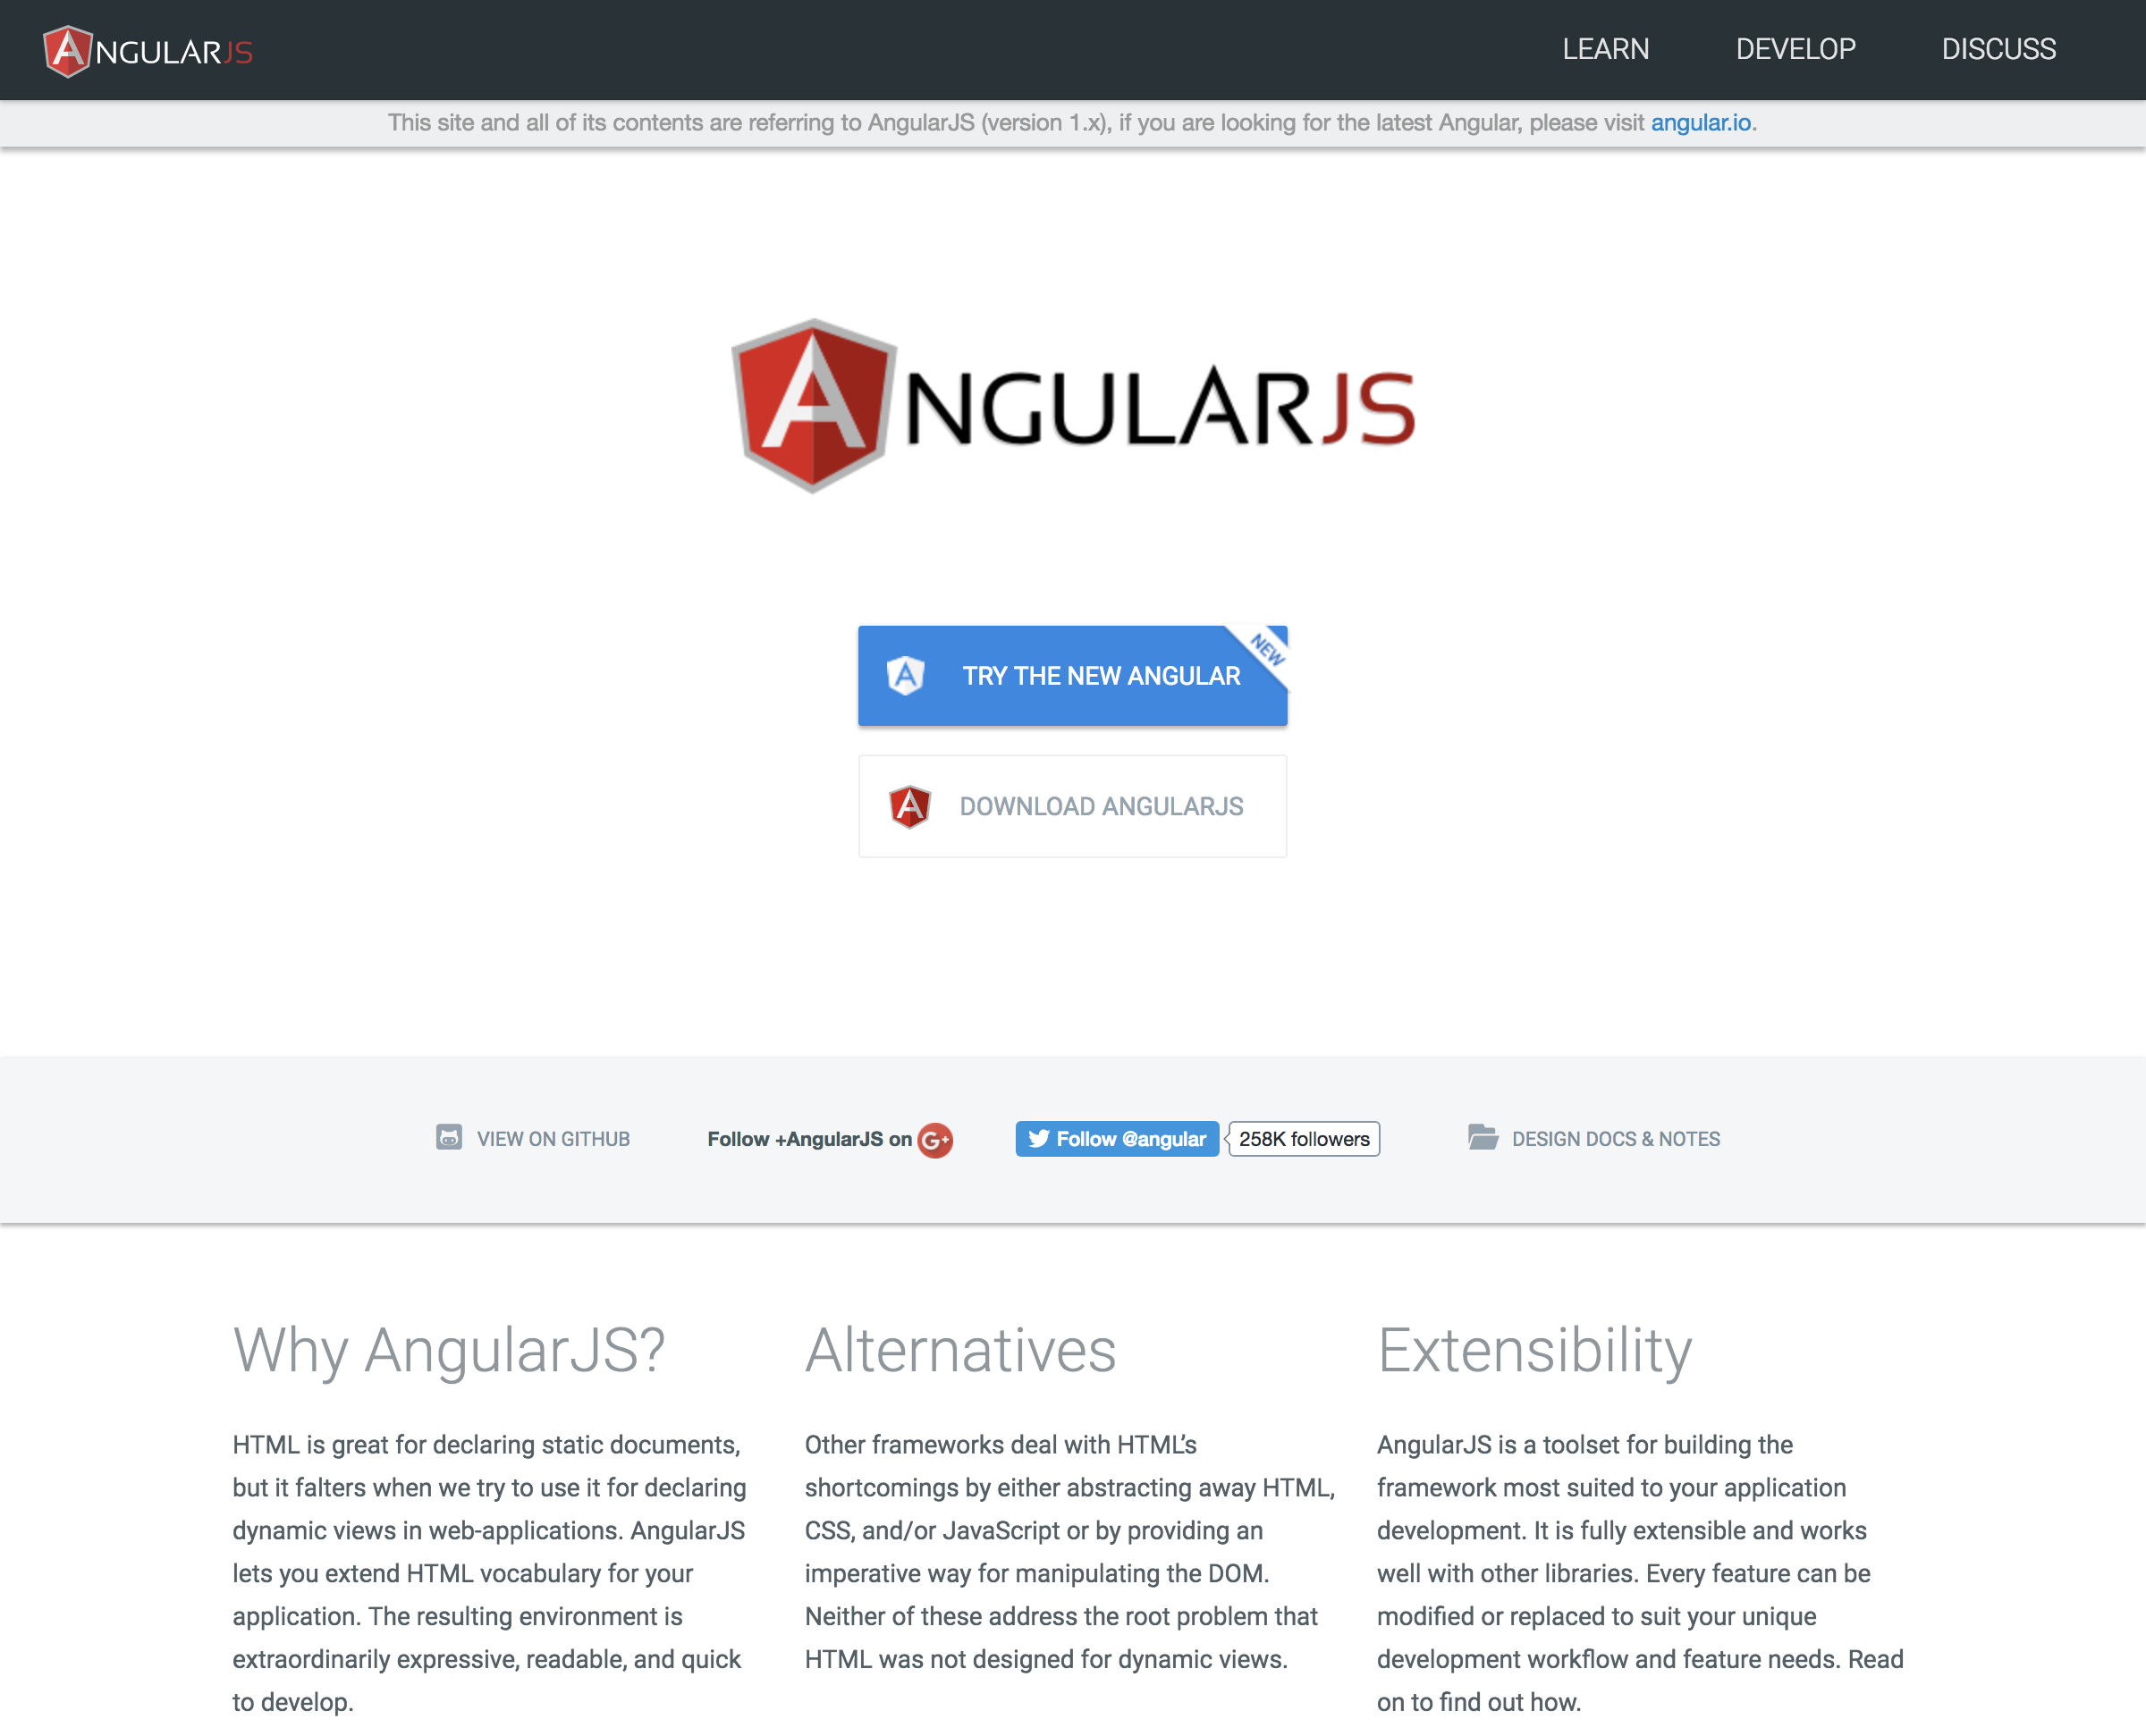 ANGULARJS
LEARN
DEVELOP
DISCUSS
This site and all of its contents are referring to AngularJS (version 1.x), if you are looking for the latest Angular, please visit angular.io.
ANGULARJS
TRY THE NEW ANGULAR
NEW
DOWNLOAD ANGULARJS
VIEW ON GITHUB
Follow +AngularJS on G+
Follow @angular
258K followers
DESIGN DOCS & NOTES
Why AngularJS?
HTML is great for declaring static documents,
but it falters when we try to use it for declaring
dynamic views in web-applications. AngularJS
lets you extend HTML vocabulary for your
application. The resulting environment is
extraordinarily expressive, readable, and quick
to develop.
Alternatives
Other frameworks deal with HTML’s
shortcomings by either abstracting away HTML,
CSS, and/or JavaScript or by providing an
imperative way for manipulating the DOM.
Neither of these address the root problem that
HTML was not designed for dynamic views.
Extensibility
AngularJS is a toolset for building the
framework most suited to your application
development. It is fully extensible and works
well with other libraries. Every feature can be
modified or replaced to suit your unique
development workflow and feature needs. Read
on to find out how.